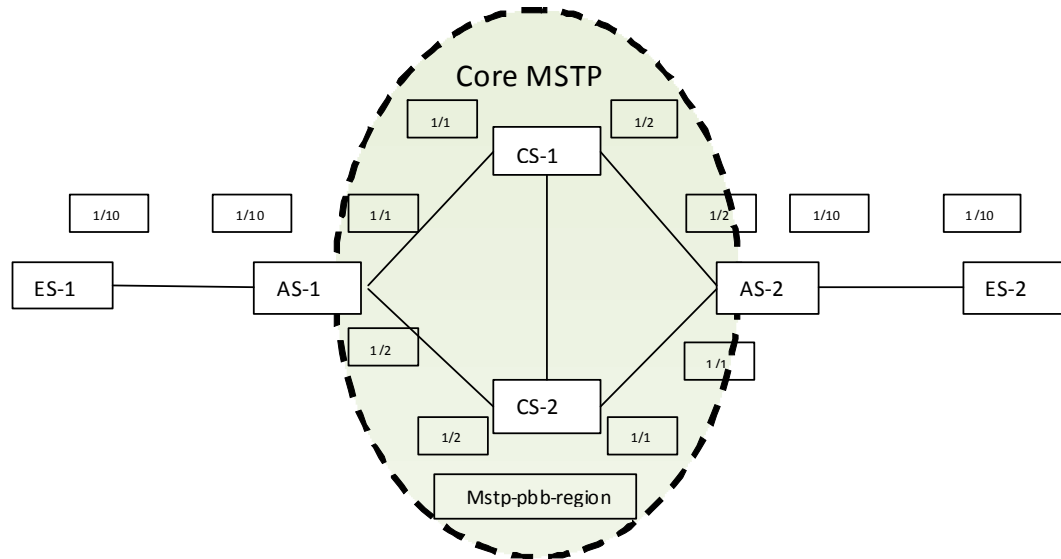 Core MSTP
1/1
1/2
CS-1
1/10
1/10
1/1
1/2
1/10
1/10
ES-1
AS-1
AS-2
ES-2
1/2
1/1
CS-2
1/2
1/1
Mstp-pbb-region